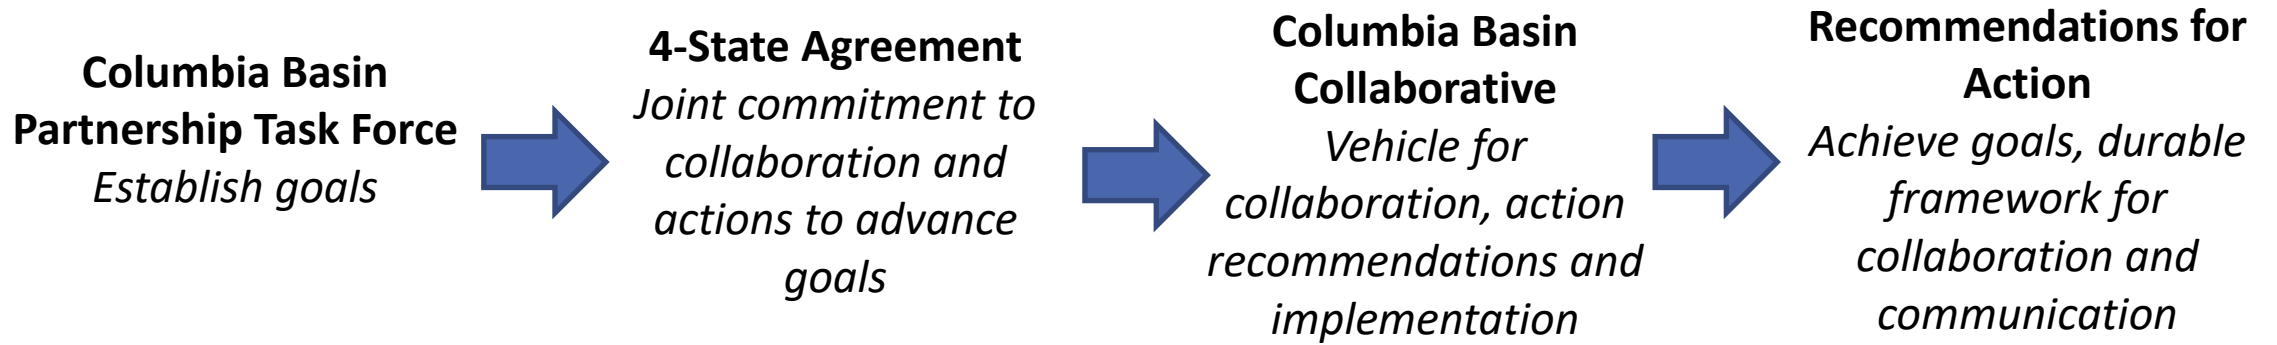 Columbia Basin
Partnership Task Force
Establish goals
4-State Agreement
Joint commitment to
collaboration and
actions to advance
goals
Columbia Basin
Collaborative
Vehicle for
collaboration, action
recommendations and
implementation
Recommendations for
Action
Achieve goals, durable
framework for
collaboration and
communication